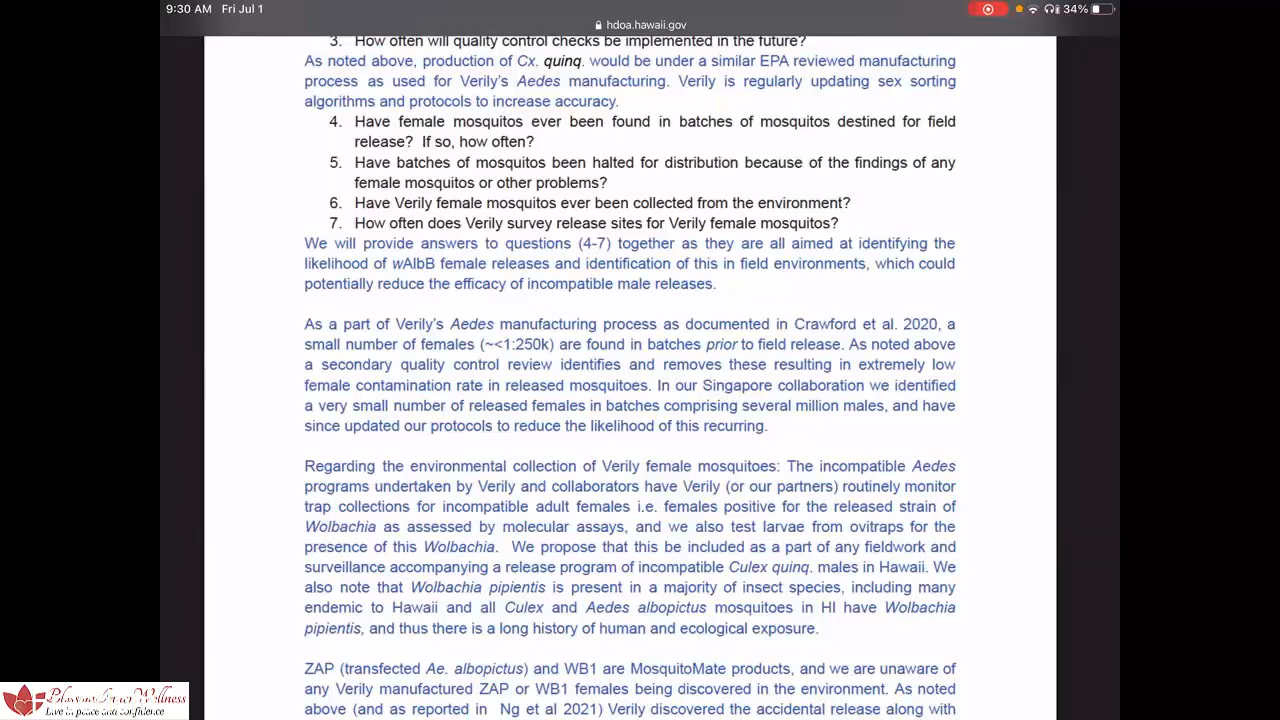 9:30 AM Fri Jul 1
34%
hdoa.hawaii.gov
3. How often will quality control checks be implemented in the future?
As noted above, production of Cx. quinq. would be under a similar EPA reviewed manufacturing
process as used for Verily's Aedes manufacturing. Verily is regularly updating sex sorting
algorithms and protocols to increase accuracy.
4. Have female mosquitos ever been found in batches of mosquitos destined for field
release? If so, how often?
5. Have batches of mosquitos been halted for distribution because of the findings of any
female mosquitos or other problems?
6. Have Verily female mosquitos ever been collected from the environment?
7. How often does Verily survey release sites for Verily female mosquitos?
We will provide answers to questions (4-7) together as they are all aimed at identifying the
likelihood of wAlbB female releases and identification of this in field environments, which could
potentially reduce the efficacy of incompatible male releases.
As a part of Verily's Aedes manufacturing process as documented in Crawford et al. 2020, a
small number of females (~<1:250k) are found in batches prior to field release. As noted above
a secondary quality control review identifies and removes these resulting in extremely low
female contamination rate in released mosquitoes. In our Singapore collaboration we identified
a very small number of released females in batches comprising several million males, and have
since updated our protocols to reduce the likelihood of this recurring.
Regarding the environmental collection of Verily female mosquitoes: The incompatible Aedes
programs undertaken by Verily and collaborators have Verily (or our partners) routinely monitor
trap collections for incompatible adult females i.e. females positive for the released strain of
Wolbachia as assessed by molecular assays, and we also test larvae from ovitraps for the
presence of this Wolbachia. We propose that this be included as a part of any fieldwork and
surveillance accompanying a release program of incompatible Culex quinq. males in Hawaii. We
also note that Wolbachia pipientis is present in a majority of insect species, including many
endemic to Hawaii and all Culex and Aedes albopictus mosquitoes in HI have Wolbachia
pipientis, and thus there is a long history of human and ecological exposure.
ZAP (transfected Ae. albopictus) and WB1 are MosquitoMate products, and we are unaware of
any Verily manufactured ZAP or WB1 females being discovered in the environment. As noted
above (and as reported in Ng et al 2021) Verily discovered the accidental release along with
Blossom Inner Wellness
Live in peace and confidence